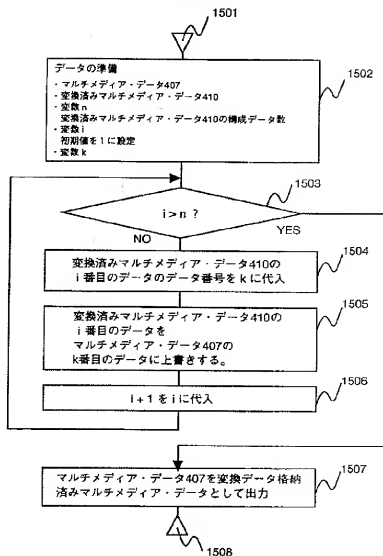 1501
データの準備
・マルチメディア・データ407
・変換済みマルチメディア・データ410
・変数n
変換済みマルチメディア・データ410の構成データ数
・変数i
初期値を1に設定
・変数k
1502
i>n ?
1503
NO
YES
変換済みマルチメディア・データ410の
i番目のデータのデータ番号をkに代入
1504
変換済みマルチメディア・データ410の
i番目のデータを
マルチメディア・データ407の
k番目のデータに上書きする。
1505
i+1をiに代入
1506
マルチメディア・データ407を変換データ格納
済みマルチメディア・データとして出力
1507
1508